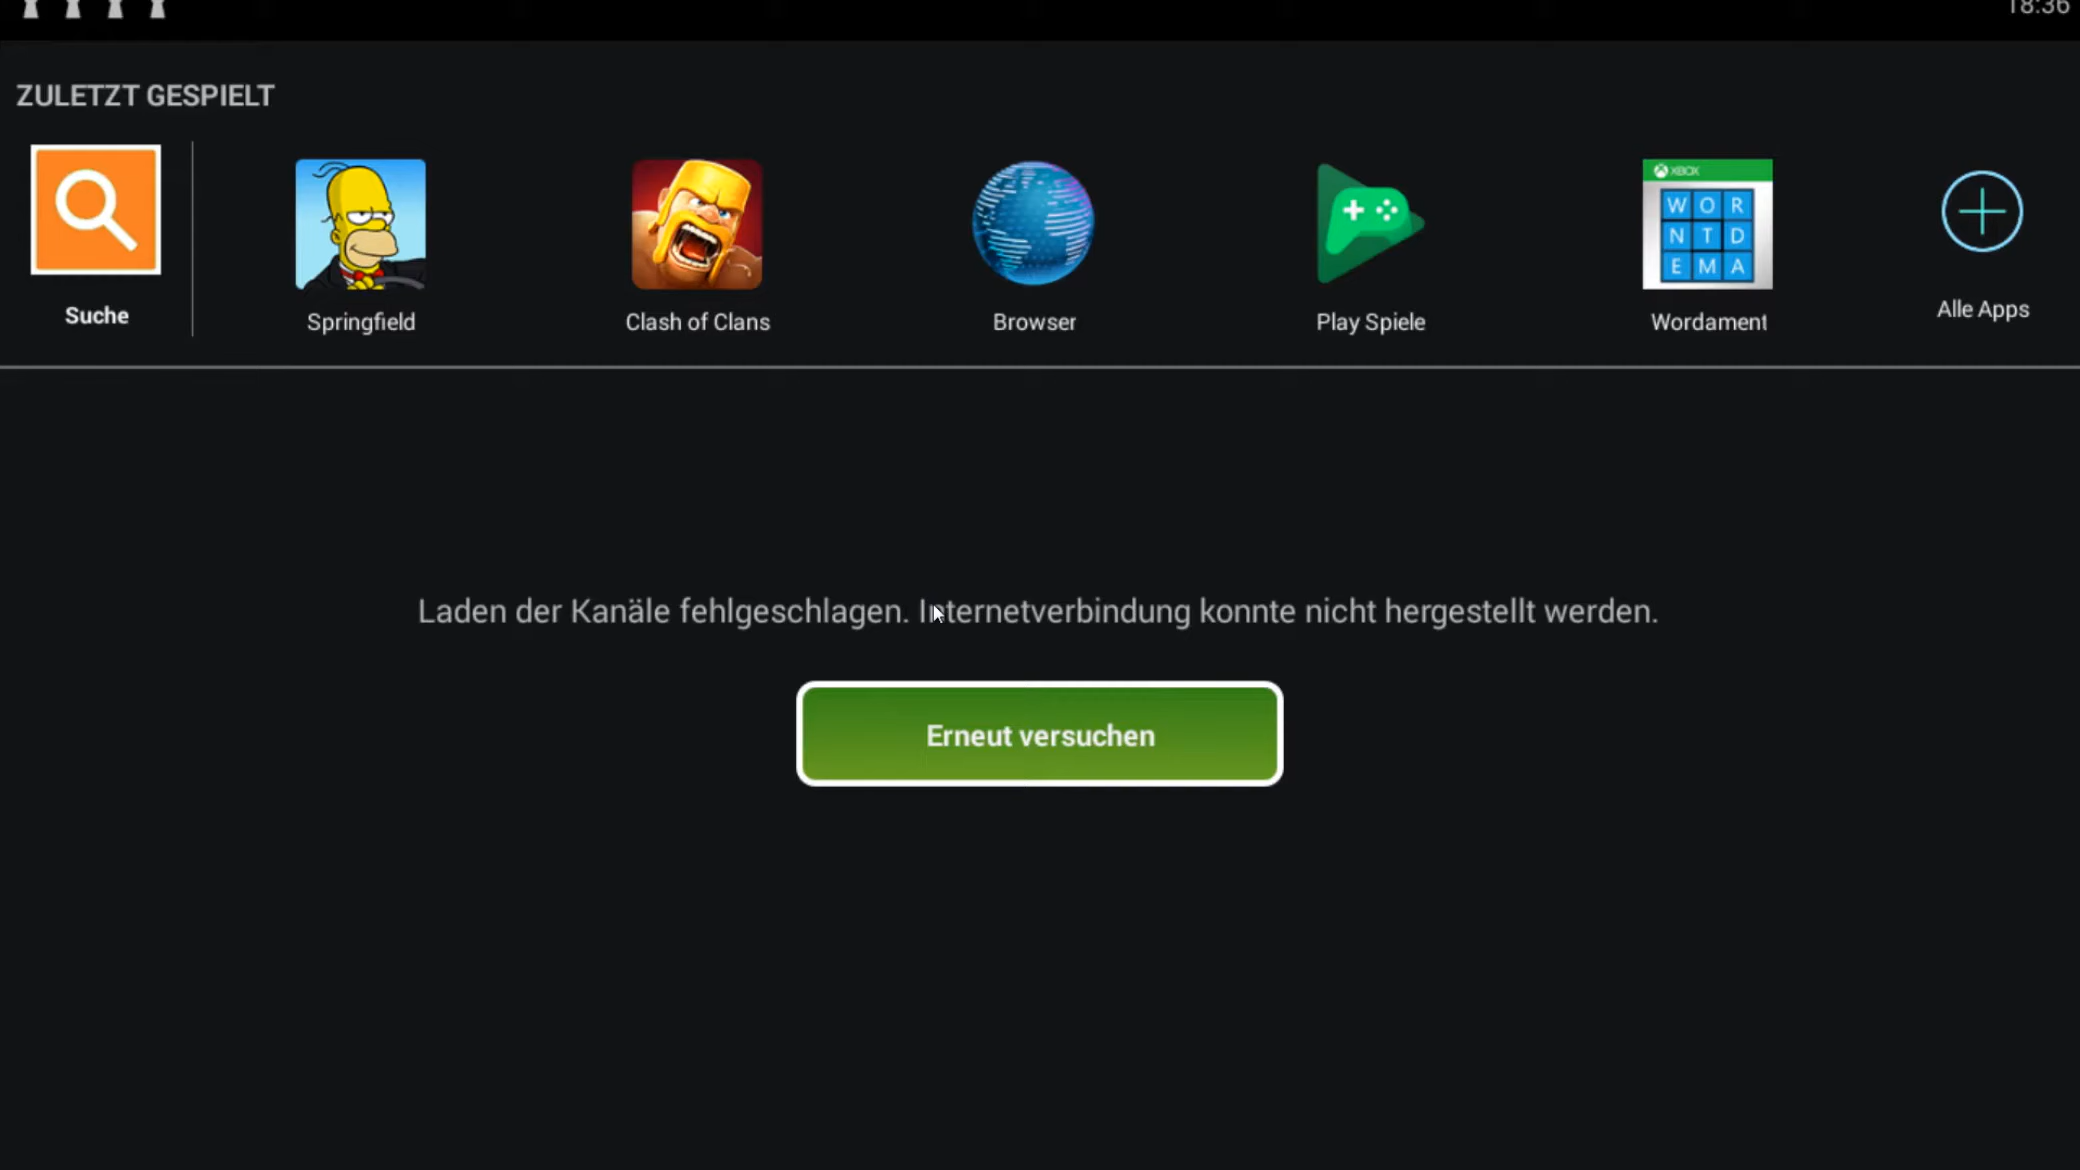 18:36
ZULETZT GESPIELT
XBOX
W O R
N T D
E M A
Suche
Springfield
Clash of Clans
Browser
Play Spiele
Wordament
Alle Apps
Laden der Kanäle fehlgeschlagen. Internetverbindung konnte nicht hergestellt werden.
Erneut versuchen